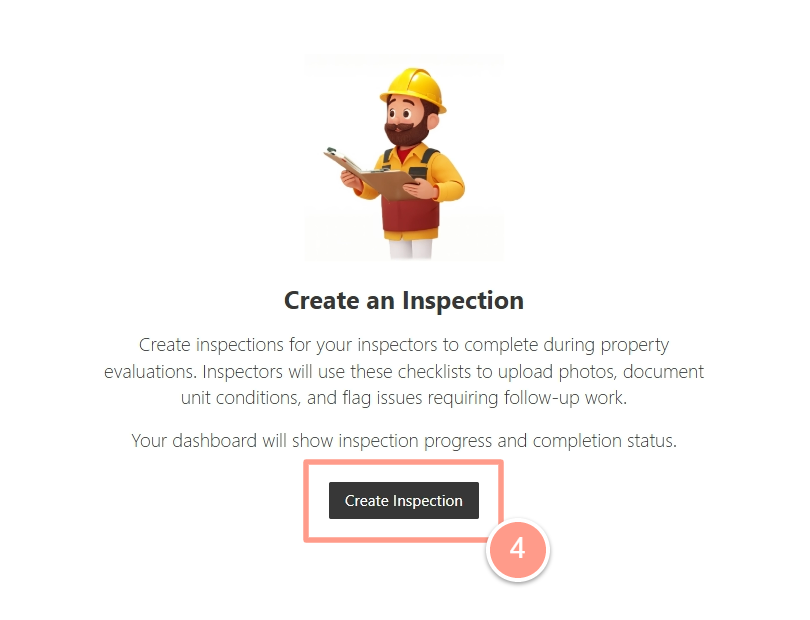 Create an Inspection
Create inspections for your inspectors to complete during property
evaluations. Inspectors will use these checklists to upload photos, document
unit conditions, and flag issues requiring follow-up work.
Your dashboard will show inspection progress and completion status.
Create Inspection
4